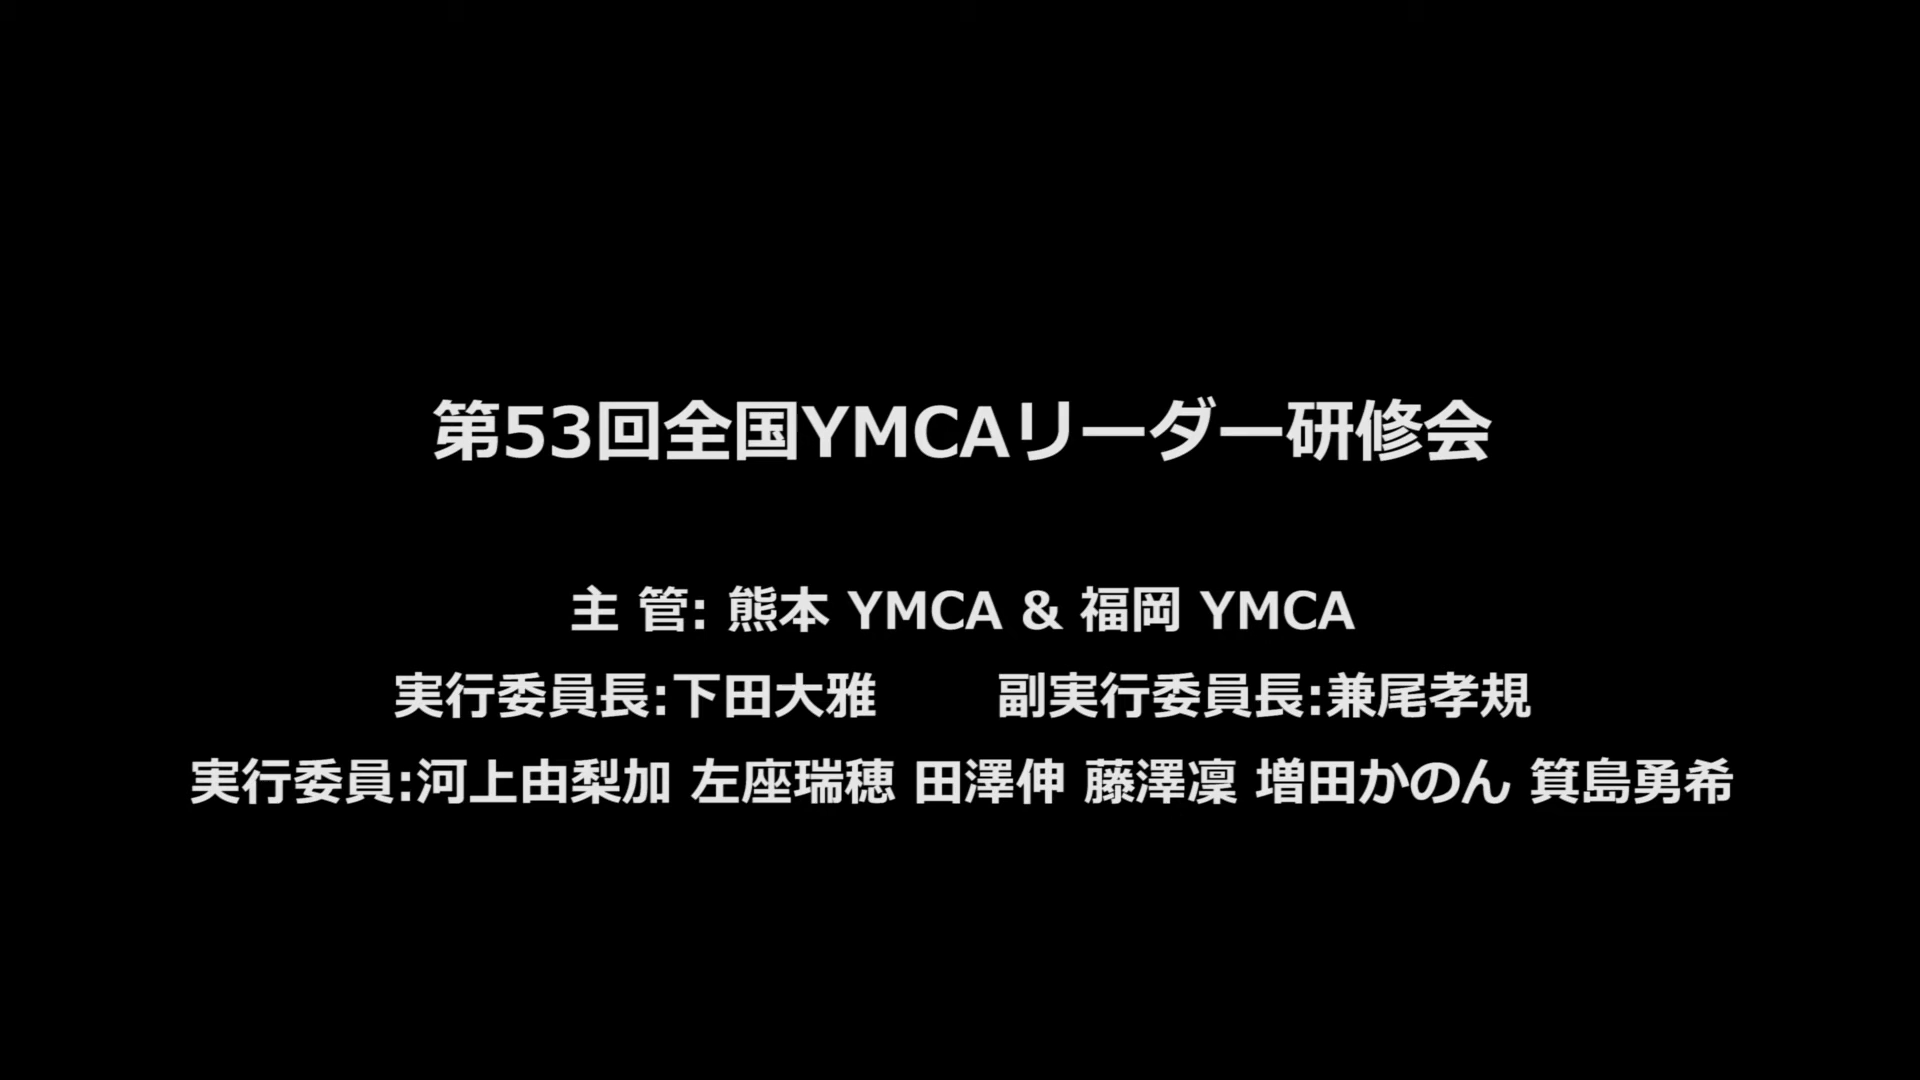 第53回全国YMCAリーダー研修会
主 管: 熊本 YMCA & 福岡 YMCA
実行委員長:下田大雅　　副実行委員長:兼尾孝規
実行委員:河上由梨加 左座瑞穂 田澤伸 藤澤凜 増田かのん 箕島勇希